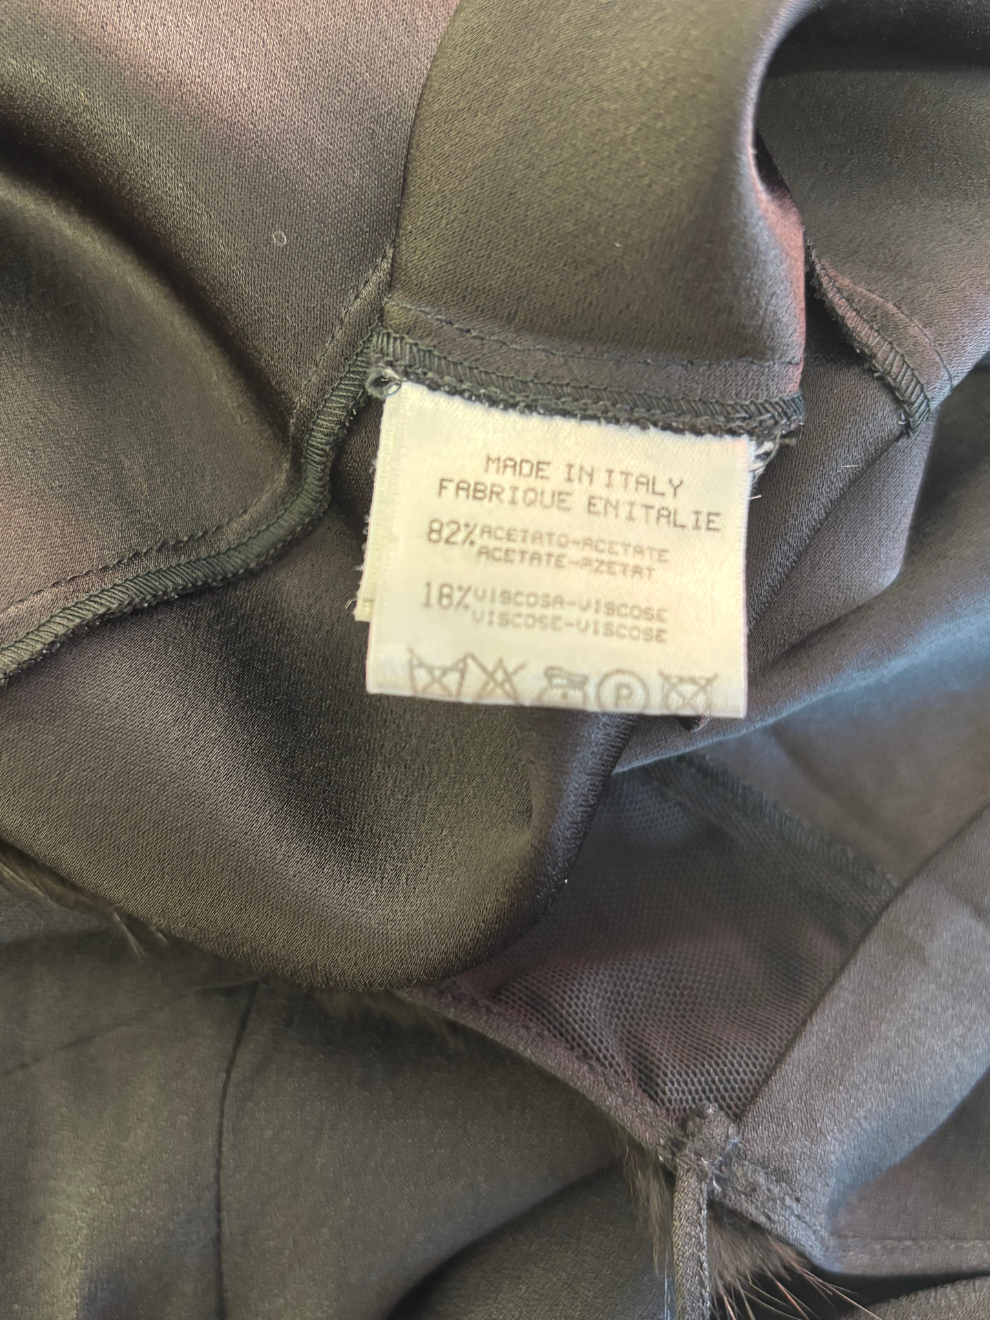 MADE IN ITALY
FABRIQUE EN ITALIE
82% ACETATO-ACETATE
ACETATE-AZETAT
18% VISCOSA-VISCOSE
VISCOSE-VISCOSE
P